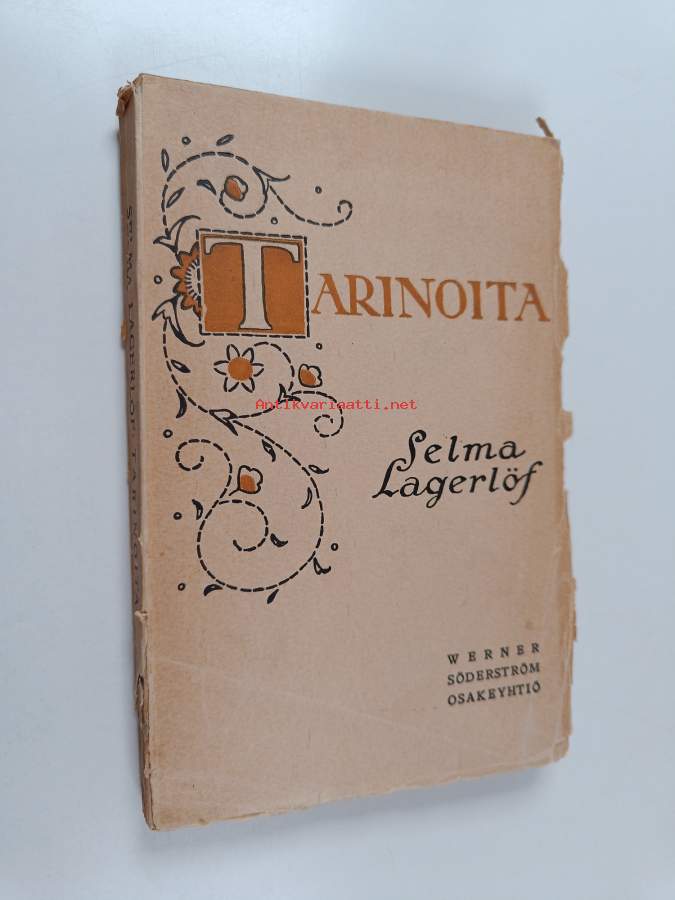 TARINOITA
Antikvariaatti.net
Selma
Lagerlöf
WERNER
SÖDERSTRÖM
OSAKEYHTIÖ
SELMA LAGERLÖF TARINOITA